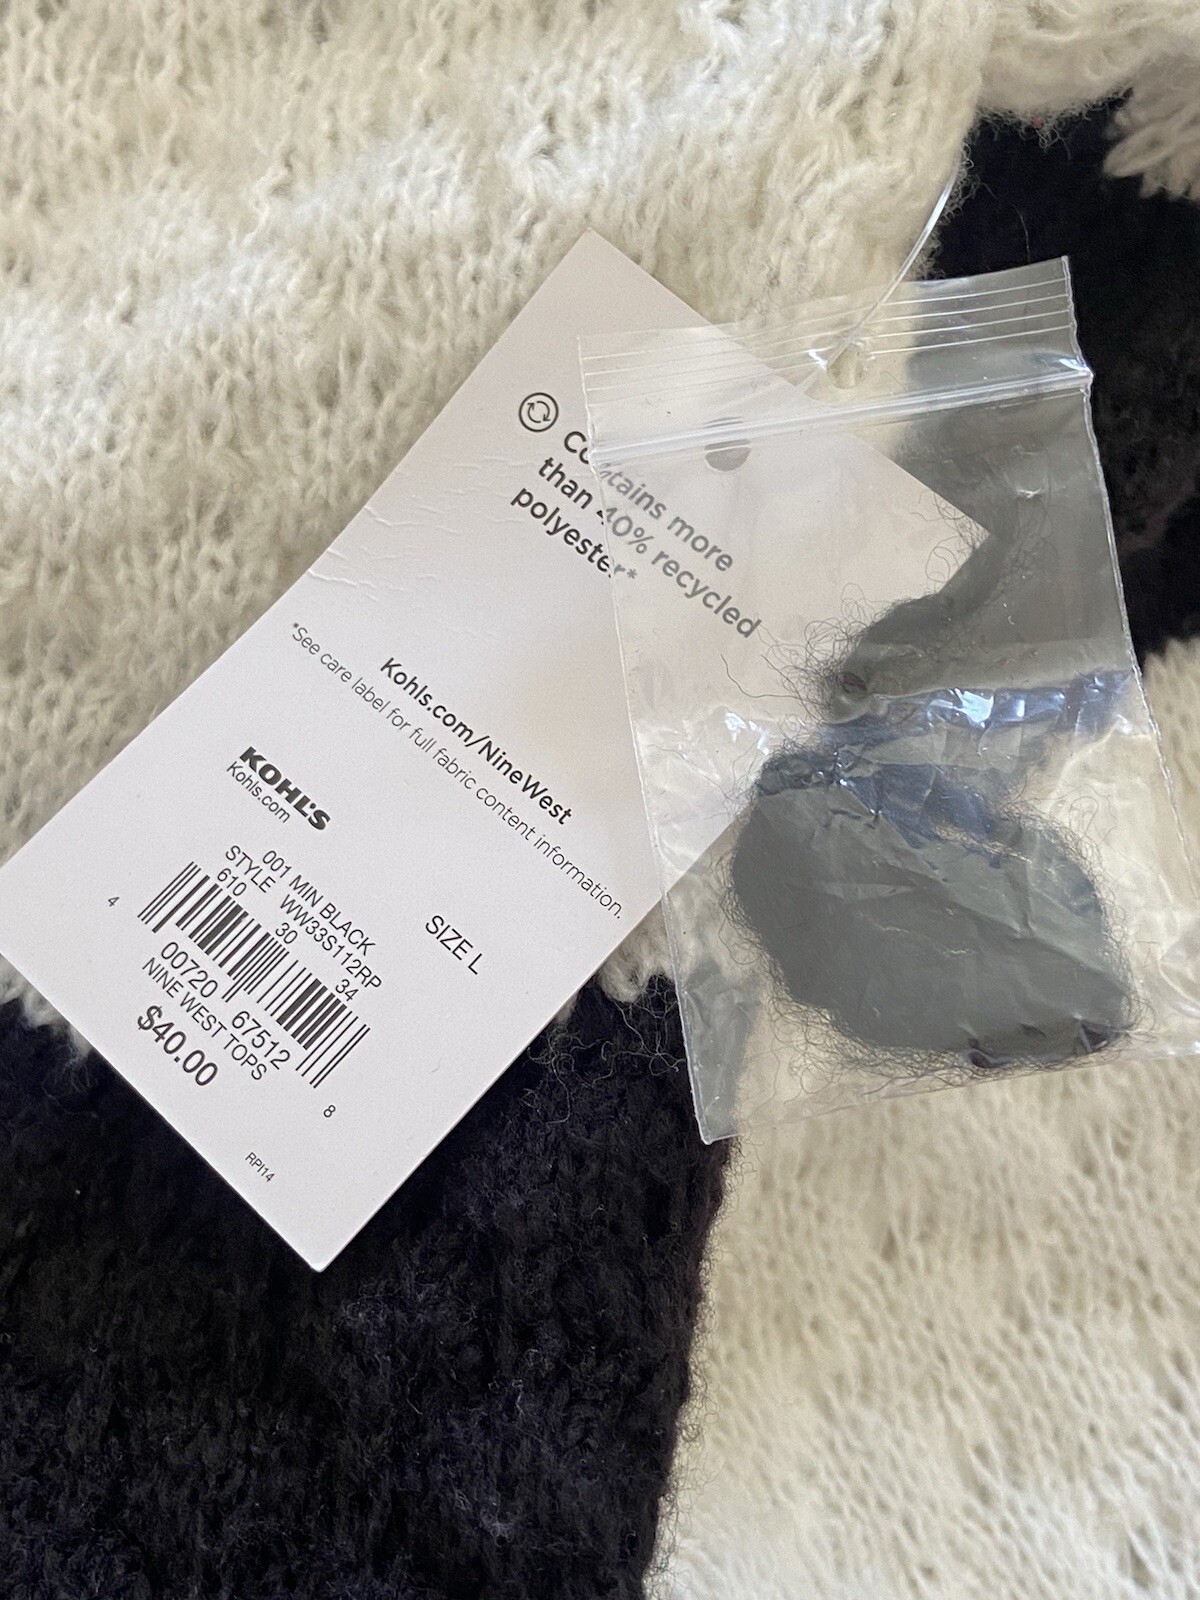 Contains more
than 40% recycled
polyester*
Kohls.com/NineWest
*See care label for full fabric content information.
KOHL'S
Kohls.com
001 MIN BLACK
STYLE WW33S112RP
610 30 34
SIZE L
4 00720 67512 8
NINE WEST TOPS
$40.00
RPI14